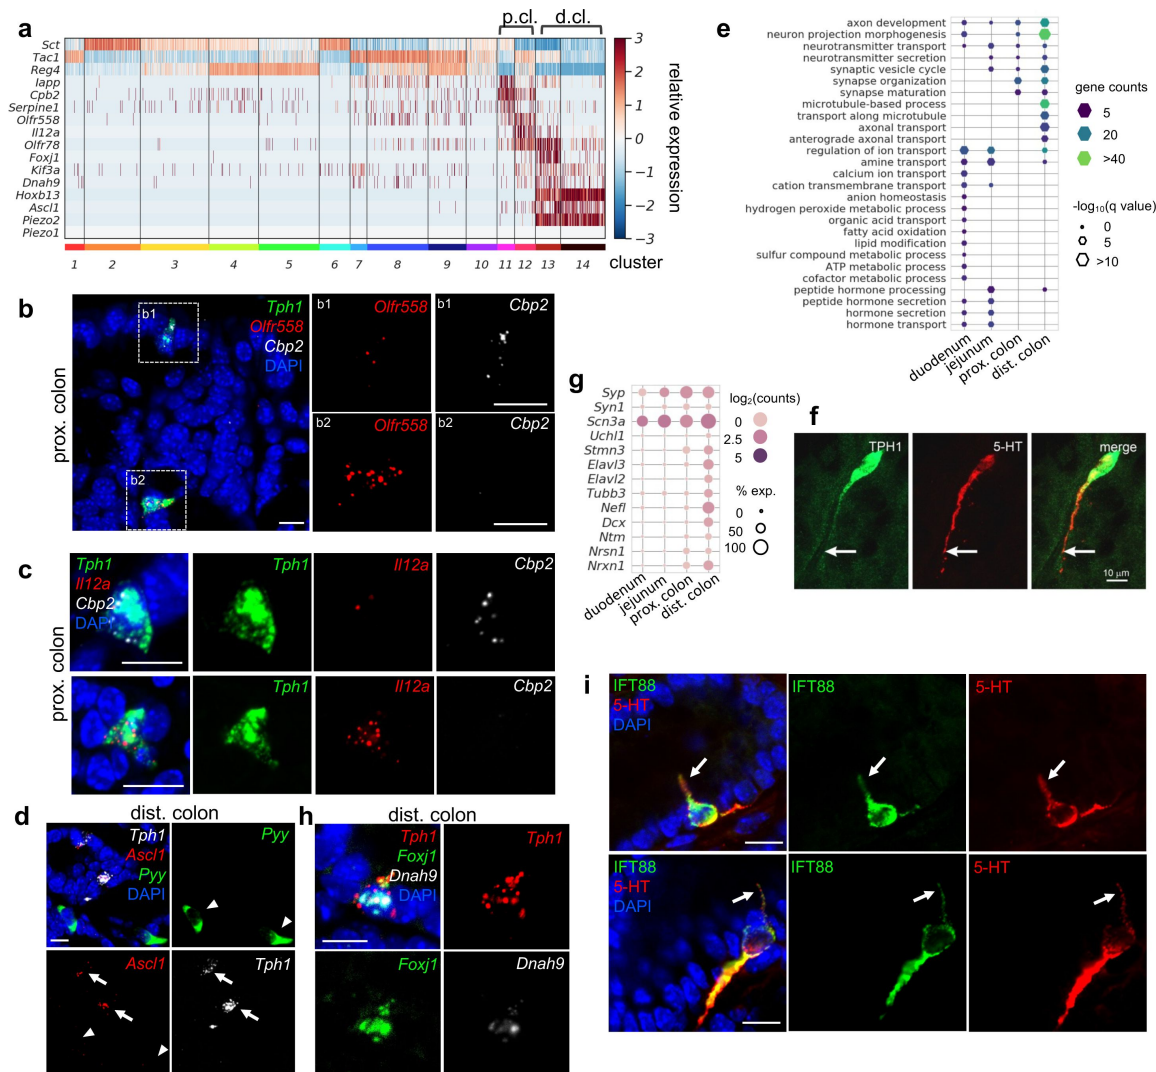 a
p.cl. d.cl.
Sct
Tac1
Reg4
Iapp
Cpb2
Serpine1
Olfr558
Il12a
Olfr78
Foxj1
Kif3a
Dnah9
Hoxb13
Ascl1
Piezo2
Piezo1
1 2 3 4 5 6 7 8 9 10 11 12 13 14
cluster
3
2
1
0
−1
−2
−3
relative expression
b
prox. colon
b1
Tph1
Olfr558
Cbp2
DAPI
b2
b1 Olfr558
b1 Cbp2
b2 Olfr558
b2 Cbp2
c
prox. colon
Tph1
Il12a
Cbp2
DAPI
Tph1
Il12a
Cbp2
Tph1
Il12a
Cbp2
d
dist. colon
Tph1
Ascl1
Pyy
DAPI
Pyy
Ascl1
Tph1
e
axon development
neuron projection morphogenesis
neurotransmitter transport
neurotransmitter secretion
synaptic vesicle cycle
synapse organization
synapse maturation
microtubule-based process
transport along microtubule
axonal transport
anterograde axonal transport
regulation of ion transport
amine transport
calcium ion transport
cation transmembrane transport
anion homeostasis
hydrogen peroxide metabolic process
organic acid transport
fatty acid oxidation
lipid modification
sulfur compound metabolic process
ATP metabolic process
cofactor metabolic process
peptide hormone processing
peptide hormone secretion
hormone secretion
hormone transport
duodenum
jejunum
prox. colon
dist. colon
gene counts
5
20
>40
-log₁₀(q value)
0
5
>10
g
Syp
Syn1
Scn3a
Uchl1
Stmn3
Elavl3
Elavl2
Tubb3
Nefl
Dcx
Ntm
Nrsn1
Nrxn1
duodenum
jejunum
prox. colon
dist. colon
log₂(counts)
0
2.5
5
% exp.
0
50
100
f
TPH1
5-HT
merge
10 μm
h
dist. colon
Tph1
Foxj1
Dnah9
DAPI
Tph1
Foxj1
Dnah9
i
IFT88
5-HT
DAPI
IFT88
5-HT
IFT88
5-HT
DAPI
IFT88
5-HT